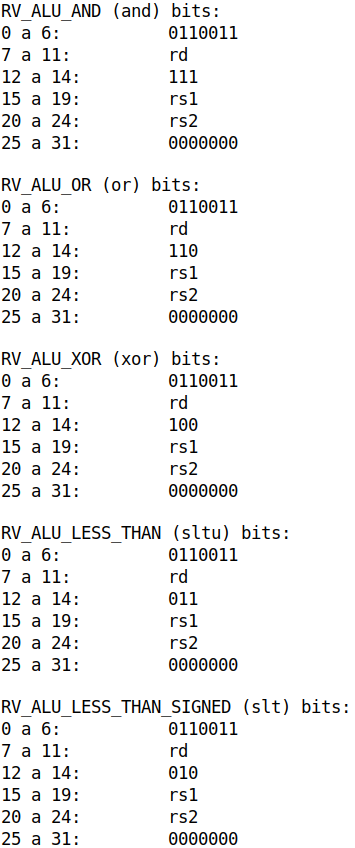 RV_ALU_AND (and) bits:
0 a 6: 0110011
7 a 11: rd
12 a 14: 111
15 a 19: rs1
20 a 24: rs2
25 a 31: 0000000
RV_ALU_OR (or) bits:
0 a 6: 0110011
7 a 11: rd
12 a 14: 110
15 a 19: rs1
20 a 24: rs2
25 a 31: 0000000
RV_ALU_XOR (xor) bits:
0 a 6: 0110011
7 a 11: rd
12 a 14: 100
15 a 19: rs1
20 a 24: rs2
25 a 31: 0000000
RV_ALU_LESS_THAN (sltu) bits:
0 a 6: 0110011
7 a 11: rd
12 a 14: 011
15 a 19: rs1
20 a 24: rs2
25 a 31: 0000000
RV_ALU_LESS_THAN_SIGNED (slt) bits:
0 a 6: 0110011
7 a 11: rd
12 a 14: 010
15 a 19: rs1
20 a 24: rs2
25 a 31: 0000000